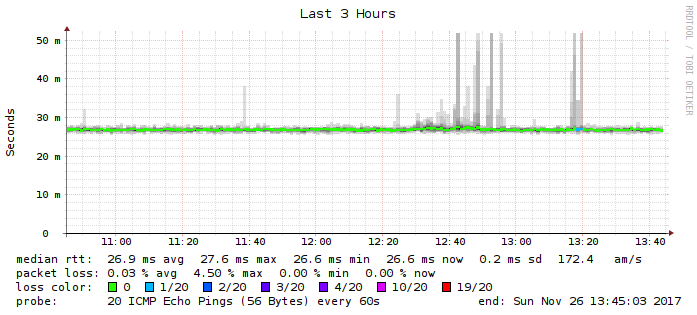 Last 3 Hours
RRDTOOL / TOBI OETIKER
Seconds
50 m
40 m
30 m
20 m
10 m
0
11:00 11:20 11:40 12:00 12:20 12:40 13:00 13:20 13:40
median rtt: 26.9 ms avg 27.6 ms max 26.6 ms min 26.6 ms now 0.2 ms sd 172.4 am/s
packet loss: 0.03 % avg 4.50 % max 0.00 % min 0.00 % now
loss color: 0 1/20 2/20 3/20 4/20 10/20 19/20
probe: 20 ICMP Echo Pings (56 Bytes) every 60s end: Sun Nov 26 13:45:03 2017